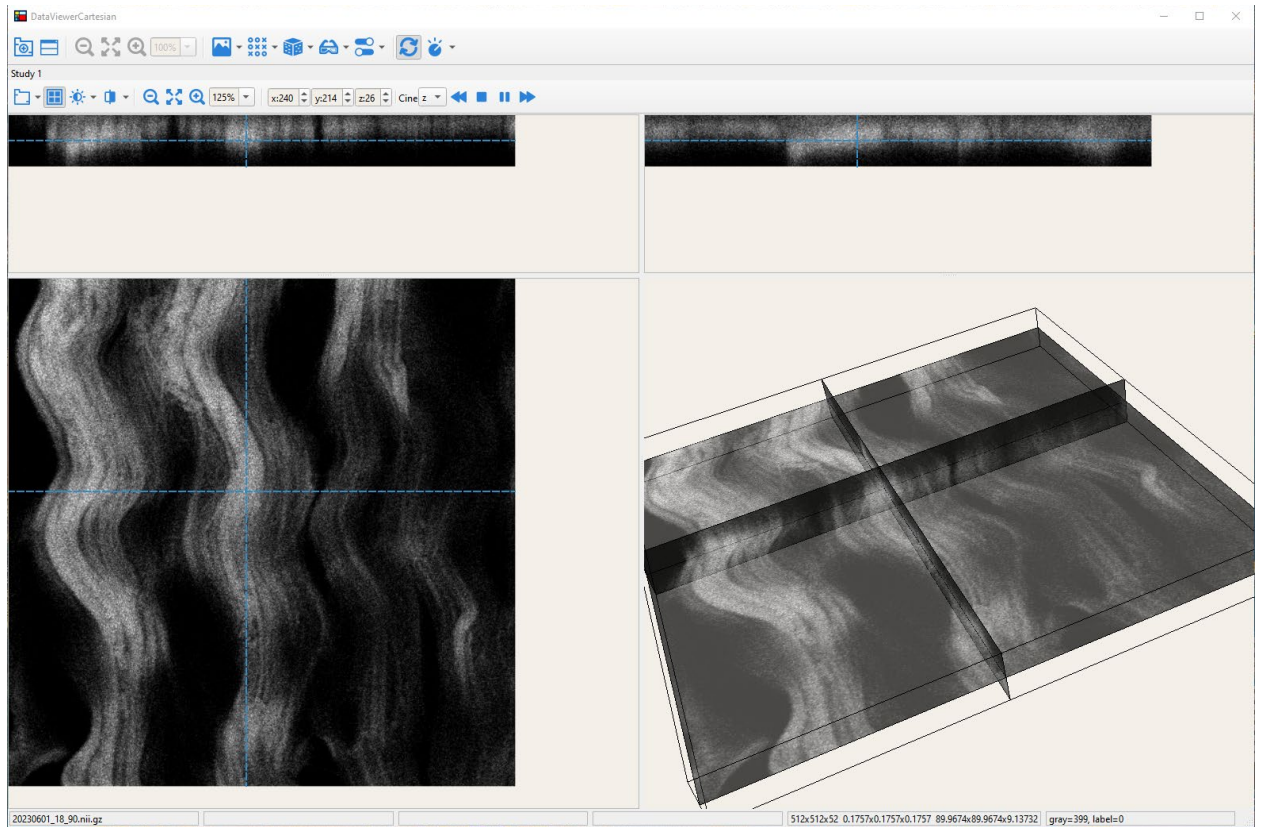 DataViewerCartesian
100%
Study 1
125% x:240 y:214 z:26 Cine z
20230601_18_90.nii.gz 512x512x52 0.1757x0.1757x0.1757 89.9674x89.9674x9.13732 gray=399, label=0